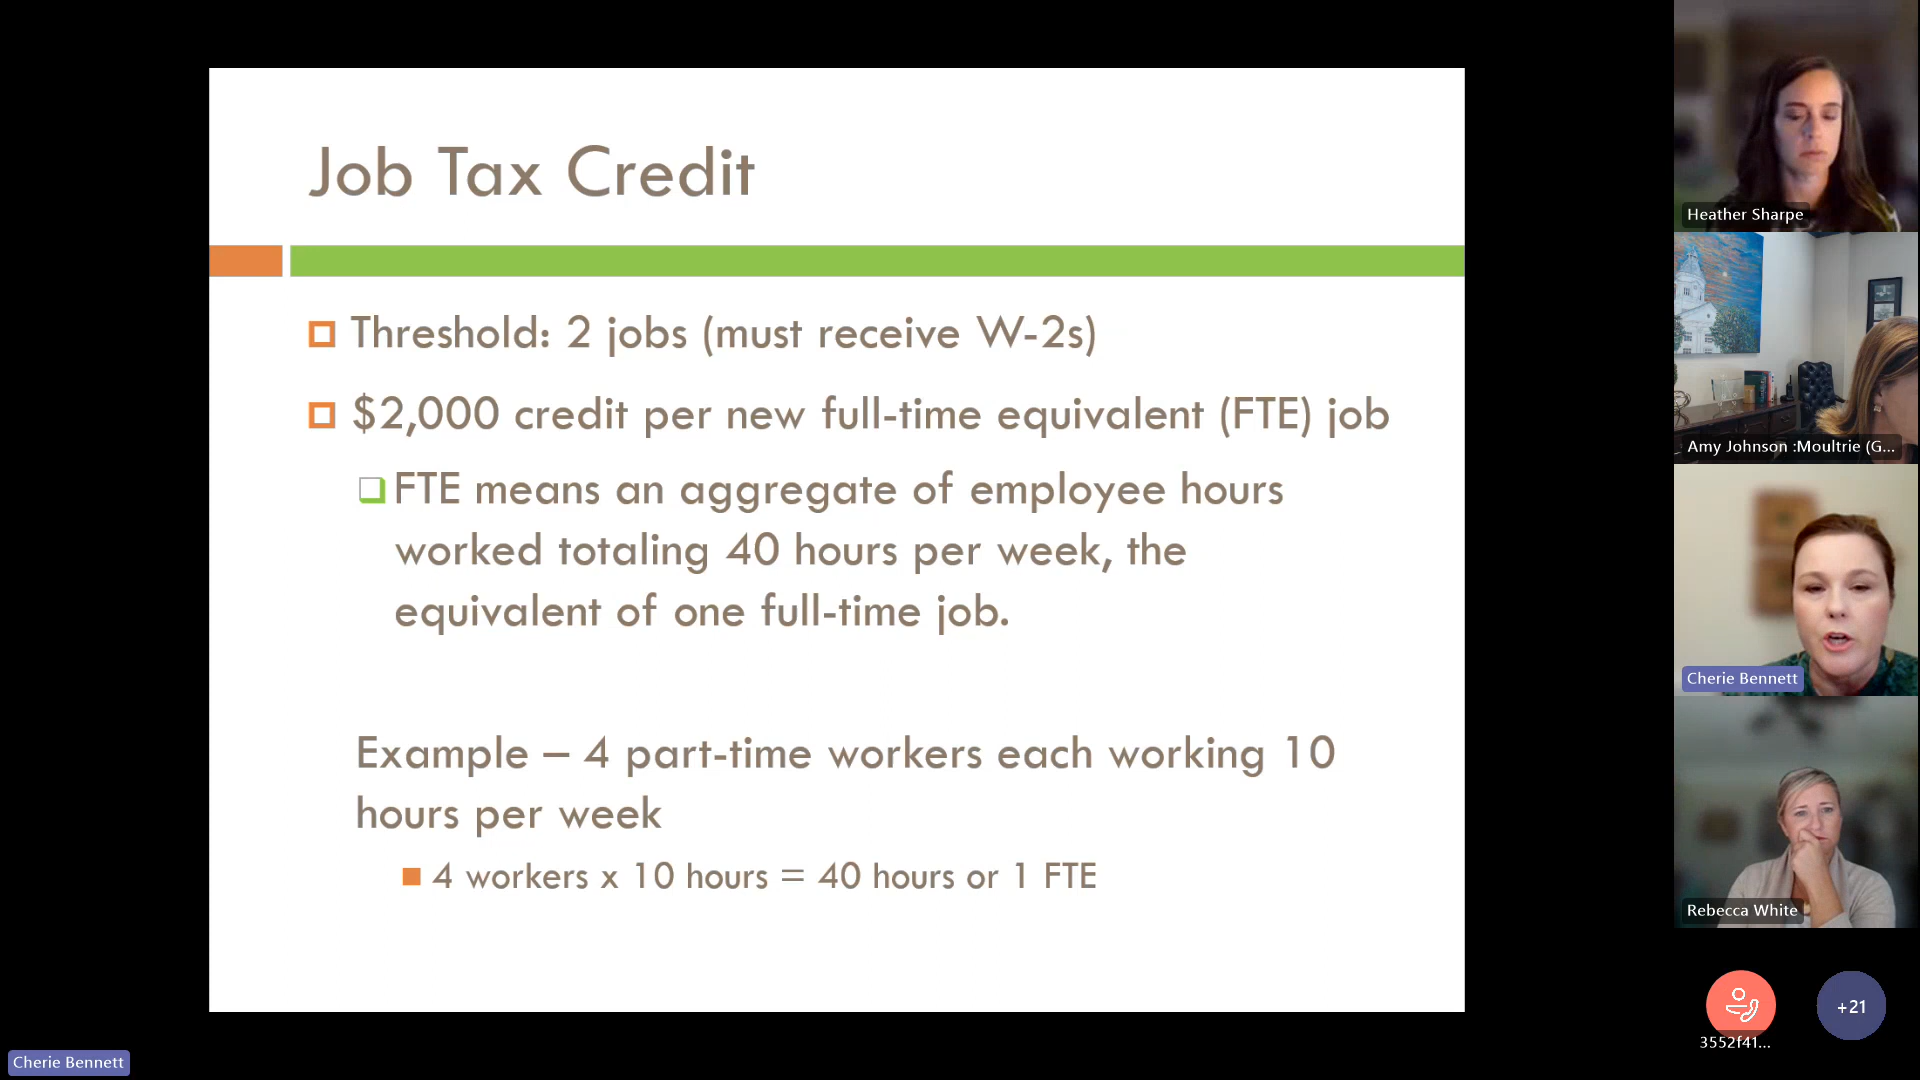 Job Tax Credit
Threshold: 2 jobs (must receive W-2s)
$2,000 credit per new full-time equivalent (FTE) job
FTE means an aggregate of employee hours
worked totaling 40 hours per week, the
equivalent of one full-time job.
Example – 4 part-time workers each working 10
hours per week
4 workers x 10 hours = 40 hours or 1 FTE
Heather Sharpe
Amy Johnson :Moultrie (G...
Cherie Bennett
Rebecca White
3552f41...
+21
Cherie Bennett